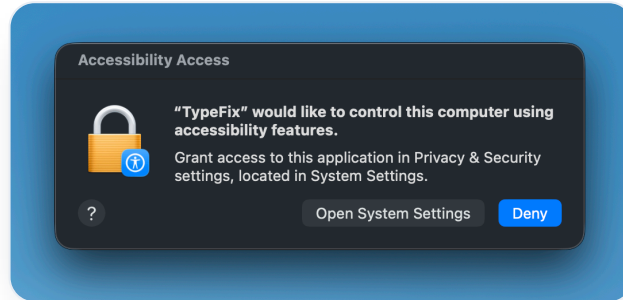 Accessibility Access
“TypeFix” would like to control this computer using
accessibility features.
Grant access to this application in Privacy & Security
settings, located in System Settings.
?
Open System Settings
Deny